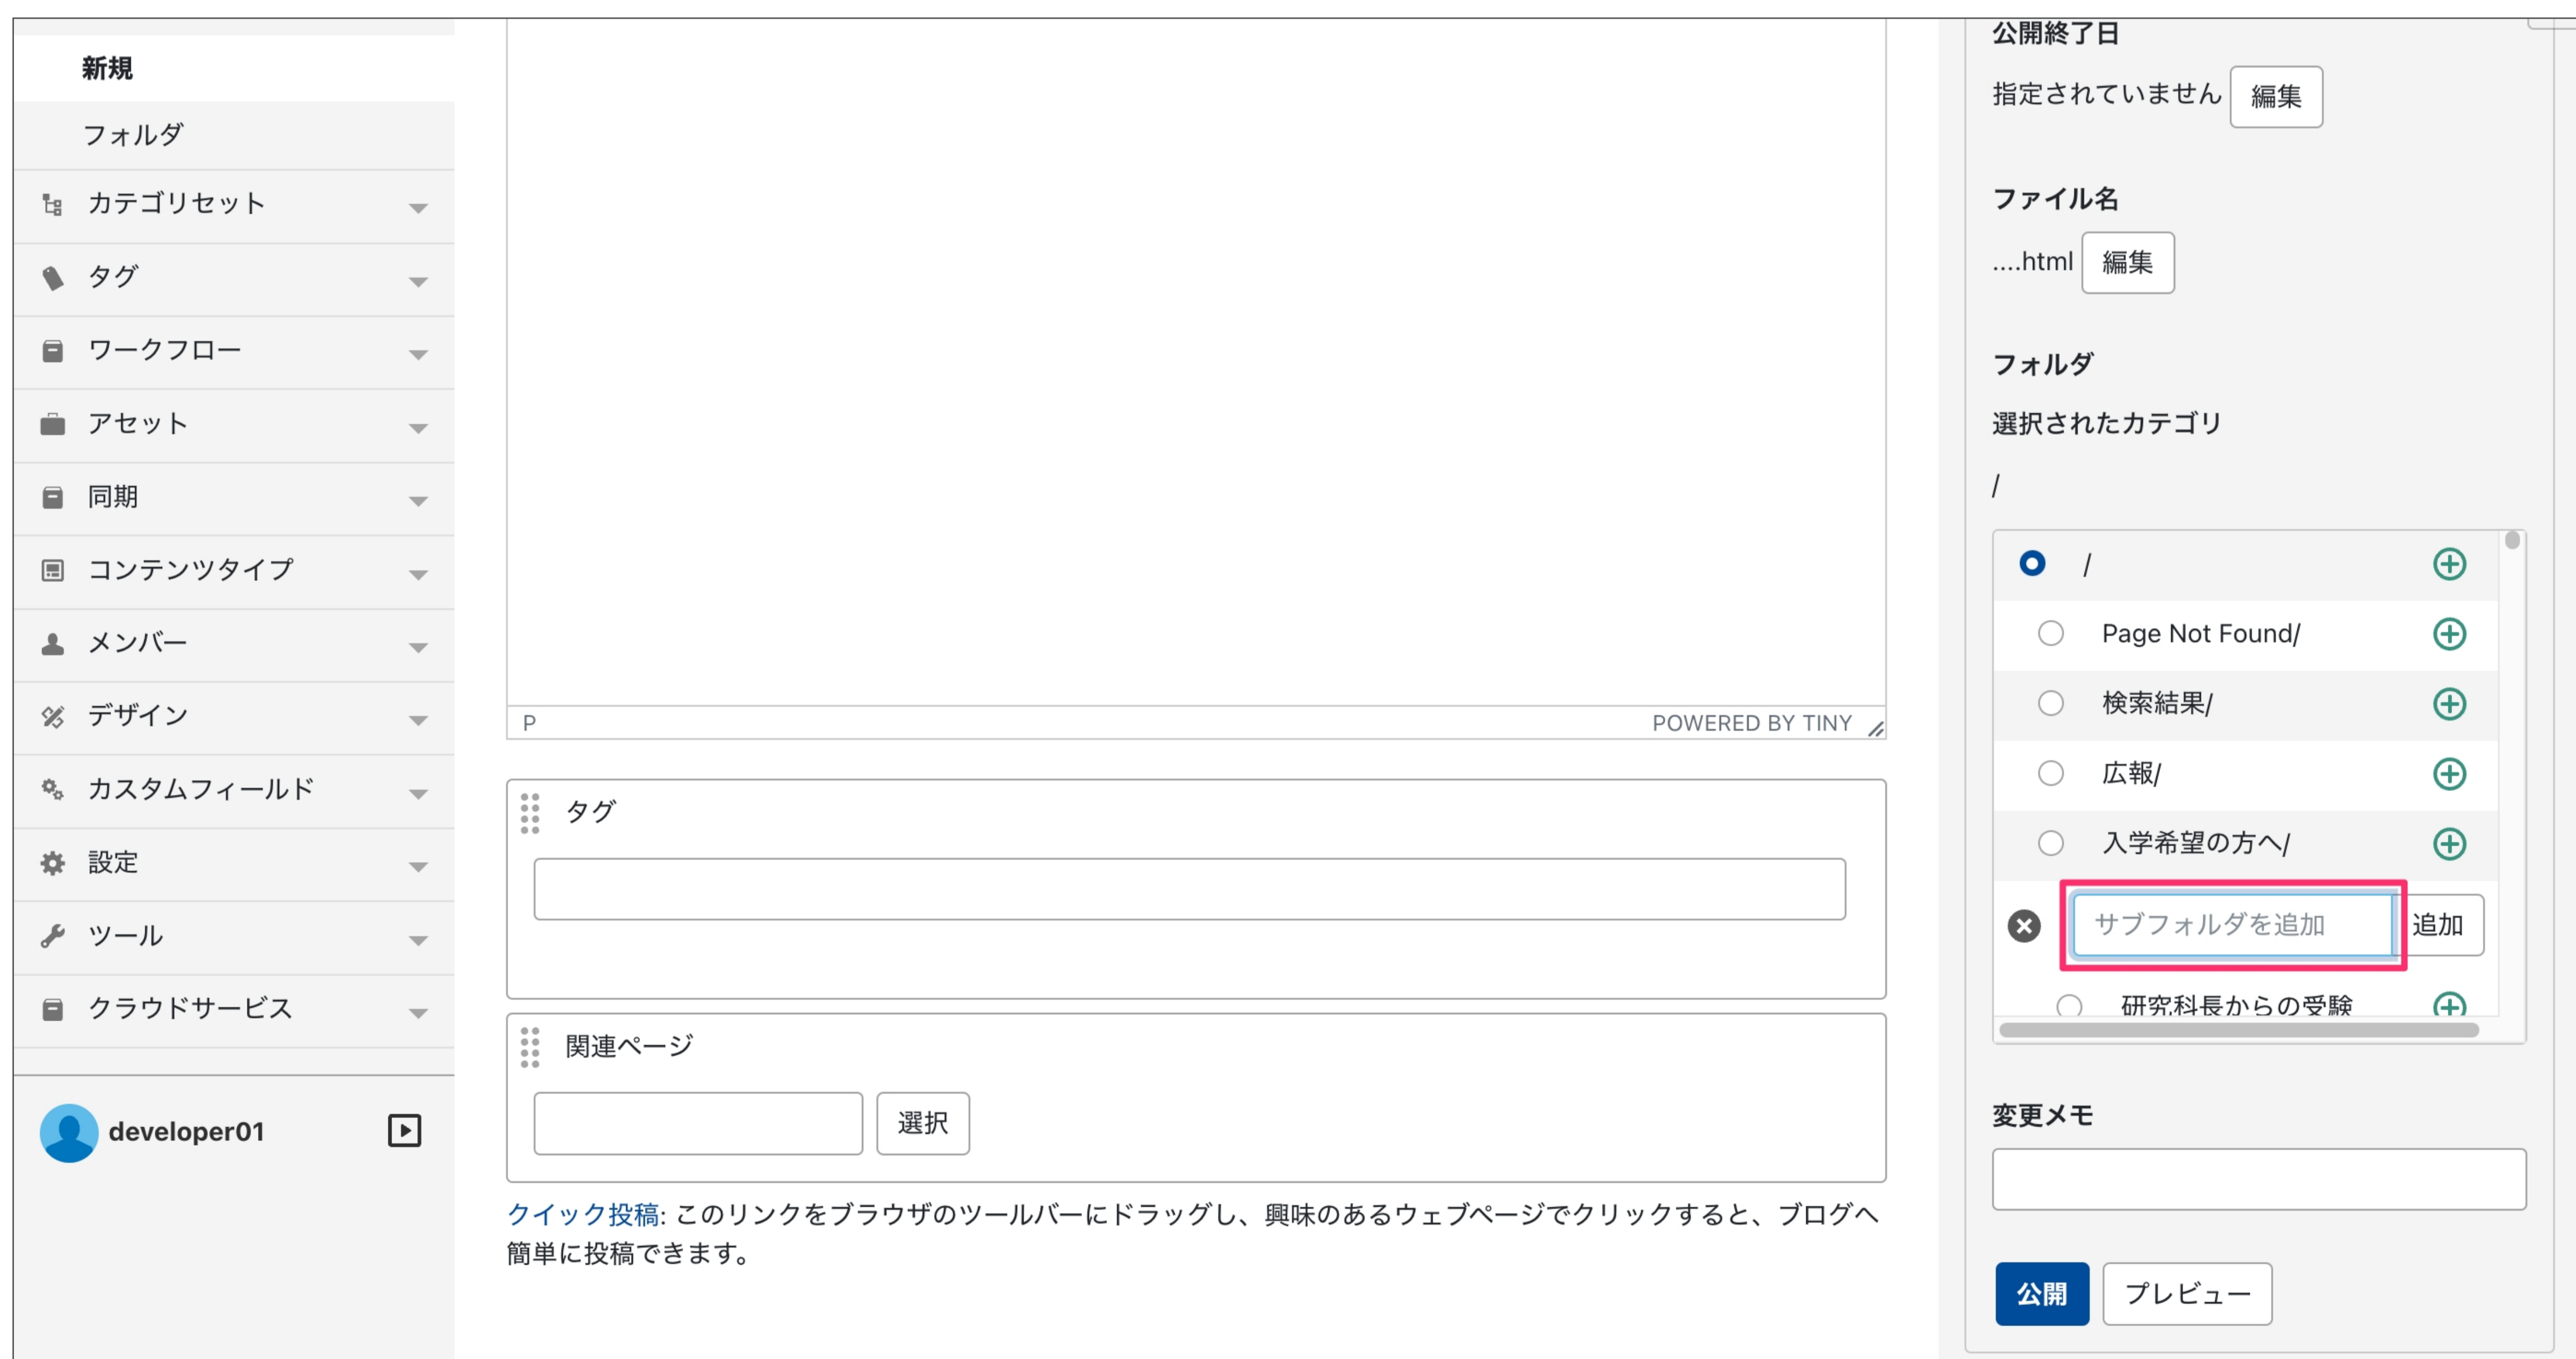 新規
フォルダ
カテゴリセット
タグ
ワークフロー
アセット
同期
コンテンツタイプ
メンバー
デザイン
カスタムフィールド
設定
ツール
クラウドサービス
developer01
P
POWERED BY TINY
タグ
関連ページ
選択
クイック投稿: このリンクをブラウザのツールバーにドラッグし、興味のあるウェブページでクリックすると、ブログへ
簡単に投稿できます。
公開終了日
指定されていません 編集
ファイル名
....html 編集
フォルダ
選択されたカテゴリ
/
/
Page Not Found/
検索結果/
広報/
入学希望の方へ/
サブフォルダを追加 追加
研究科長からの受験
変更メモ
公開 プレビュー